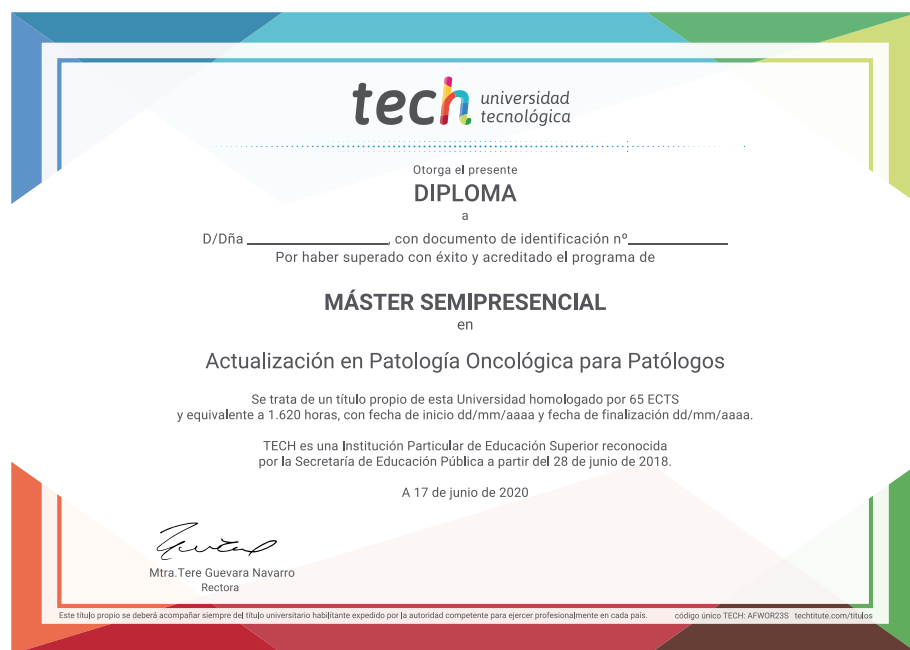 tech universidad
tecnológica
Otorga el presente
DIPLOMA
a
D/Dña ____________________, con documento de identificación nº______________
Por haber superado con éxito y acreditado el programa de
MÁSTER SEMIPRESENCIAL
en
Actualización en Patología Oncológica para Patólogos
Se trata de un título propio de esta Universidad homologado por 65 ECTS
y equivalente a 1.620 horas, con fecha de inicio dd/mm/aaaa y fecha de finalización dd/mm/aaaa.
TECH es una Institución Particular de Educación Superior reconocida
por la Secretaría de Educación Pública a partir del 28 de junio de 2018.
A 17 de junio de 2020
Mtra.Tere Guevara Navarro
Rectora
Este título propio se deberá acompañar siempre del título universitario habilitante expedido por la autoridad competente para ejercer profesionalmente en cada país. código único TECH: AFWOR23S techtitute.com/titulos